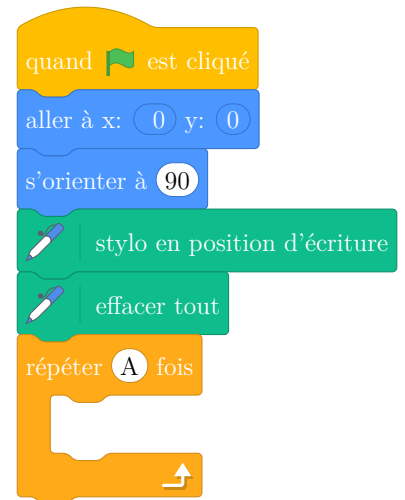 quand est cliqué
aller à x: 0 y: 0
s'orienter à 90
stylo en position d'écriture
effacer tout
répéter A fois